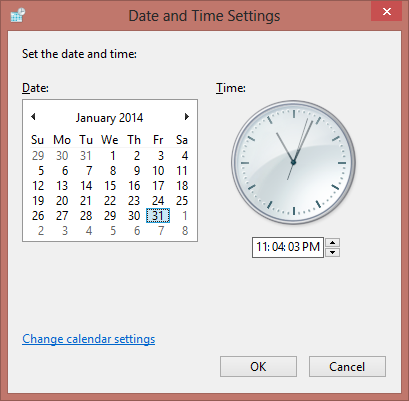 Date and Time Settings
Set the date and time:
Date:
Time:
January 2014
Su Mo Tu We Th Fr Sa
29 30 31 1 2 3 4
5 6 7 8 9 10 11
12 13 14 15 16 17 18
19 20 21 22 23 24 25
26 27 28 29 30 31 1
2 3 4 5 6 7 8
11:04:03 PM
Change calendar settings
OK
Cancel